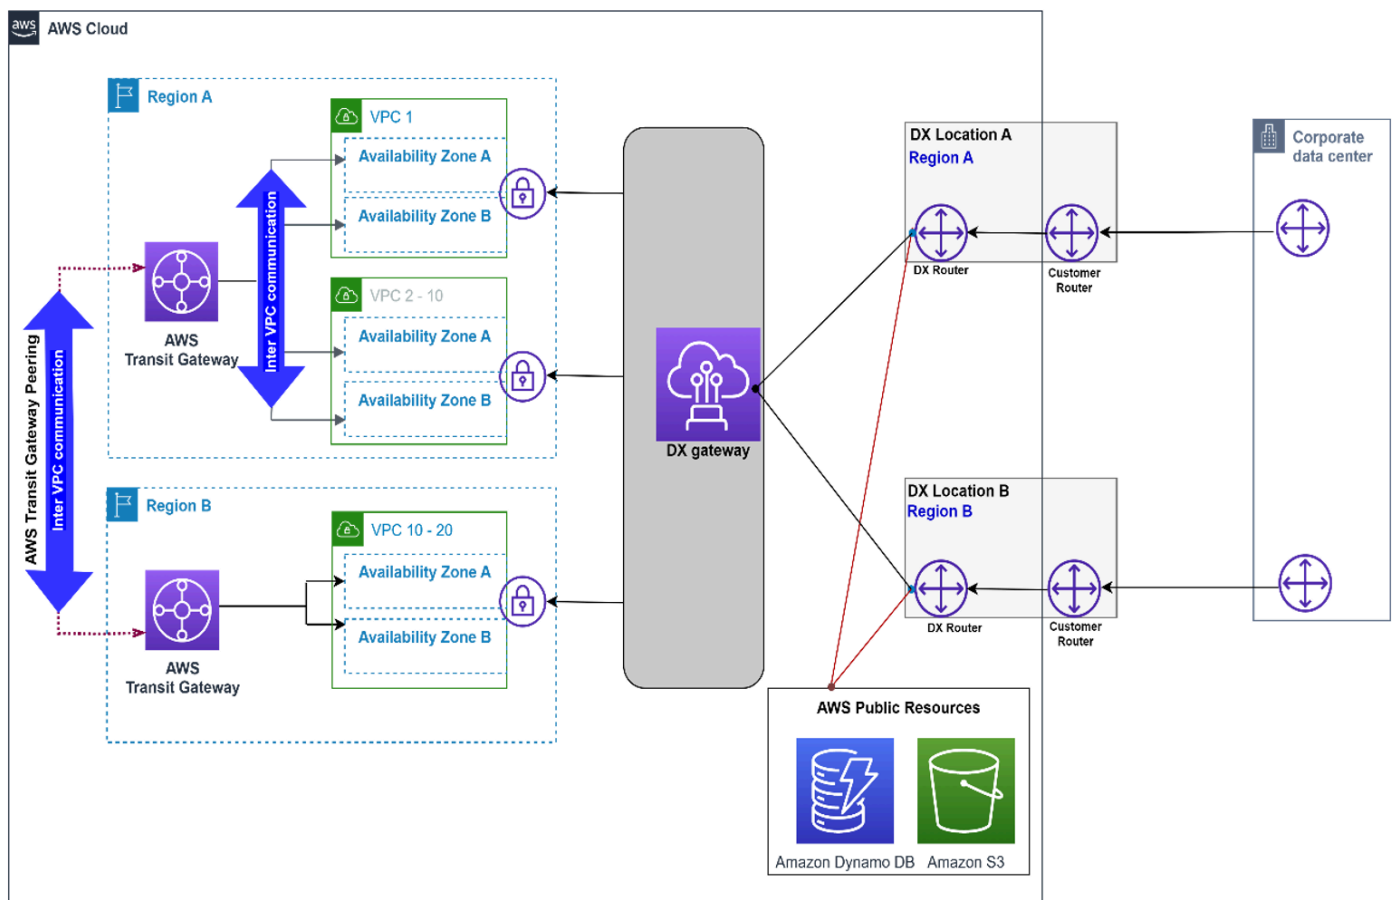 aws
AWS Cloud
Region A
VPC 1
Availability Zone A
Availability Zone B
VPC 2 - 10
Availability Zone A
Availability Zone B
Inter VPC communication
AWS
Transit Gateway
AWS Transit Gateway Peering
Inter VPC communication
Region B
VPC 10 - 20
Availability Zone A
Availability Zone B
AWS
Transit Gateway
DX gateway
DX Location A
Region A
DX Router
Customer
Router
Corporate
data center
DX Location B
Region B
DX Router
Customer
Router
AWS Public Resources
Amazon Dynamo DB
Amazon S3